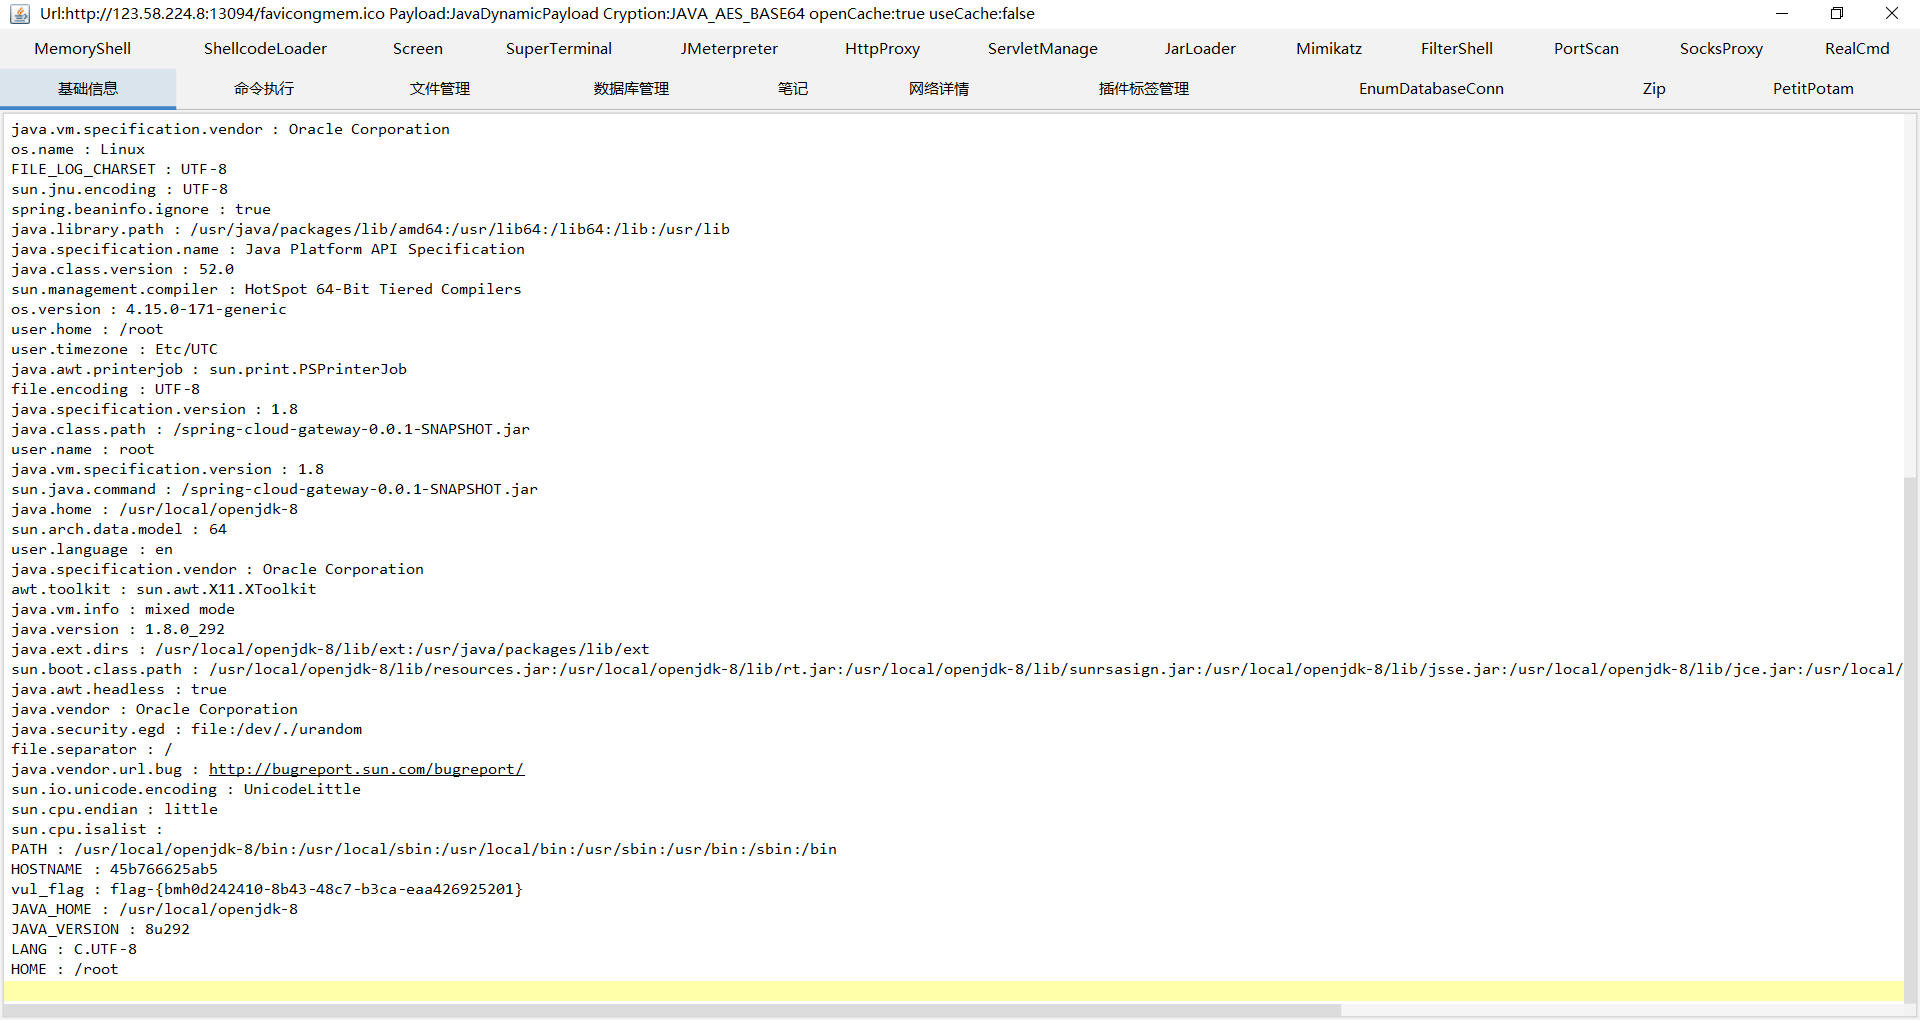 Url:http://123.58.224.8:13094/favicongmem.ico Payload:JavaDynamicPayload Cryption:JAVA_AES_BASE64 openCache:true useCache:false
MemoryShell ShellcodeLoader Screen SuperTerminal JMeterpreter HttpProxy ServletManage JarLoader Mimikatz FilterShell PortScan SocksProxy RealCmd
基础信息 命令执行 文件管理 数据库管理 笔记 网络详情 插件标签管理 EnumDatabaseConn Zip PetitPotam
java.vm.specification.vendor : Oracle Corporation
os.name : Linux
FILE_LOG_CHARSET : UTF-8
sun.jnu.encoding : UTF-8
spring.beaninfo.ignore : true
java.library.path : /usr/java/packages/lib/amd64:/usr/lib64:/lib64:/lib:/usr/lib
java.specification.name : Java Platform API Specification
java.class.version : 52.0
sun.management.compiler : HotSpot 64-Bit Tiered Compilers
os.version : 4.15.0-171-generic
user.home : /root
user.timezone : Etc/UTC
java.awt.printerjob : sun.print.PSPrinterJob
file.encoding : UTF-8
java.specification.version : 1.8
java.class.path : /spring-cloud-gateway-0.0.1-SNAPSHOT.jar
user.name : root
java.vm.specification.version : 1.8
sun.java.command : /spring-cloud-gateway-0.0.1-SNAPSHOT.jar
java.home : /usr/local/openjdk-8
sun.arch.data.model : 64
user.language : en
java.specification.vendor : Oracle Corporation
awt.toolkit : sun.awt.X11.XToolkit
java.vm.info : mixed mode
java.version : 1.8.0_292
java.ext.dirs : /usr/local/openjdk-8/lib/ext:/usr/java/packages/lib/ext
sun.boot.class.path : /usr/local/openjdk-8/lib/resources.jar:/usr/local/openjdk-8/lib/rt.jar:/usr/local/openjdk-8/lib/sunrsasign.jar:/usr/local/openjdk-8/lib/jsse.jar:/usr/local/openjdk-8/lib/jce.jar:/usr/local/
java.awt.headless : true
java.vendor : Oracle Corporation
java.security.egd : file:/dev/./urandom
file.separator : /
java.vendor.url.bug : http://bugreport.sun.com/bugreport/
sun.io.unicode.encoding : UnicodeLittle
sun.cpu.endian : little
sun.cpu.isalist :
PATH : /usr/local/openjdk-8/bin:/usr/local/sbin:/usr/local/bin:/usr/sbin:/usr/bin:/sbin:/bin
HOSTNAME : 45b766625ab5
vul_flag : flag-{bmh0d242410-8b43-48c7-b3ca-eaa426925201}
JAVA_HOME : /usr/local/openjdk-8
JAVA_VERSION : 8u292
LANG : C.UTF-8
HOME : /root